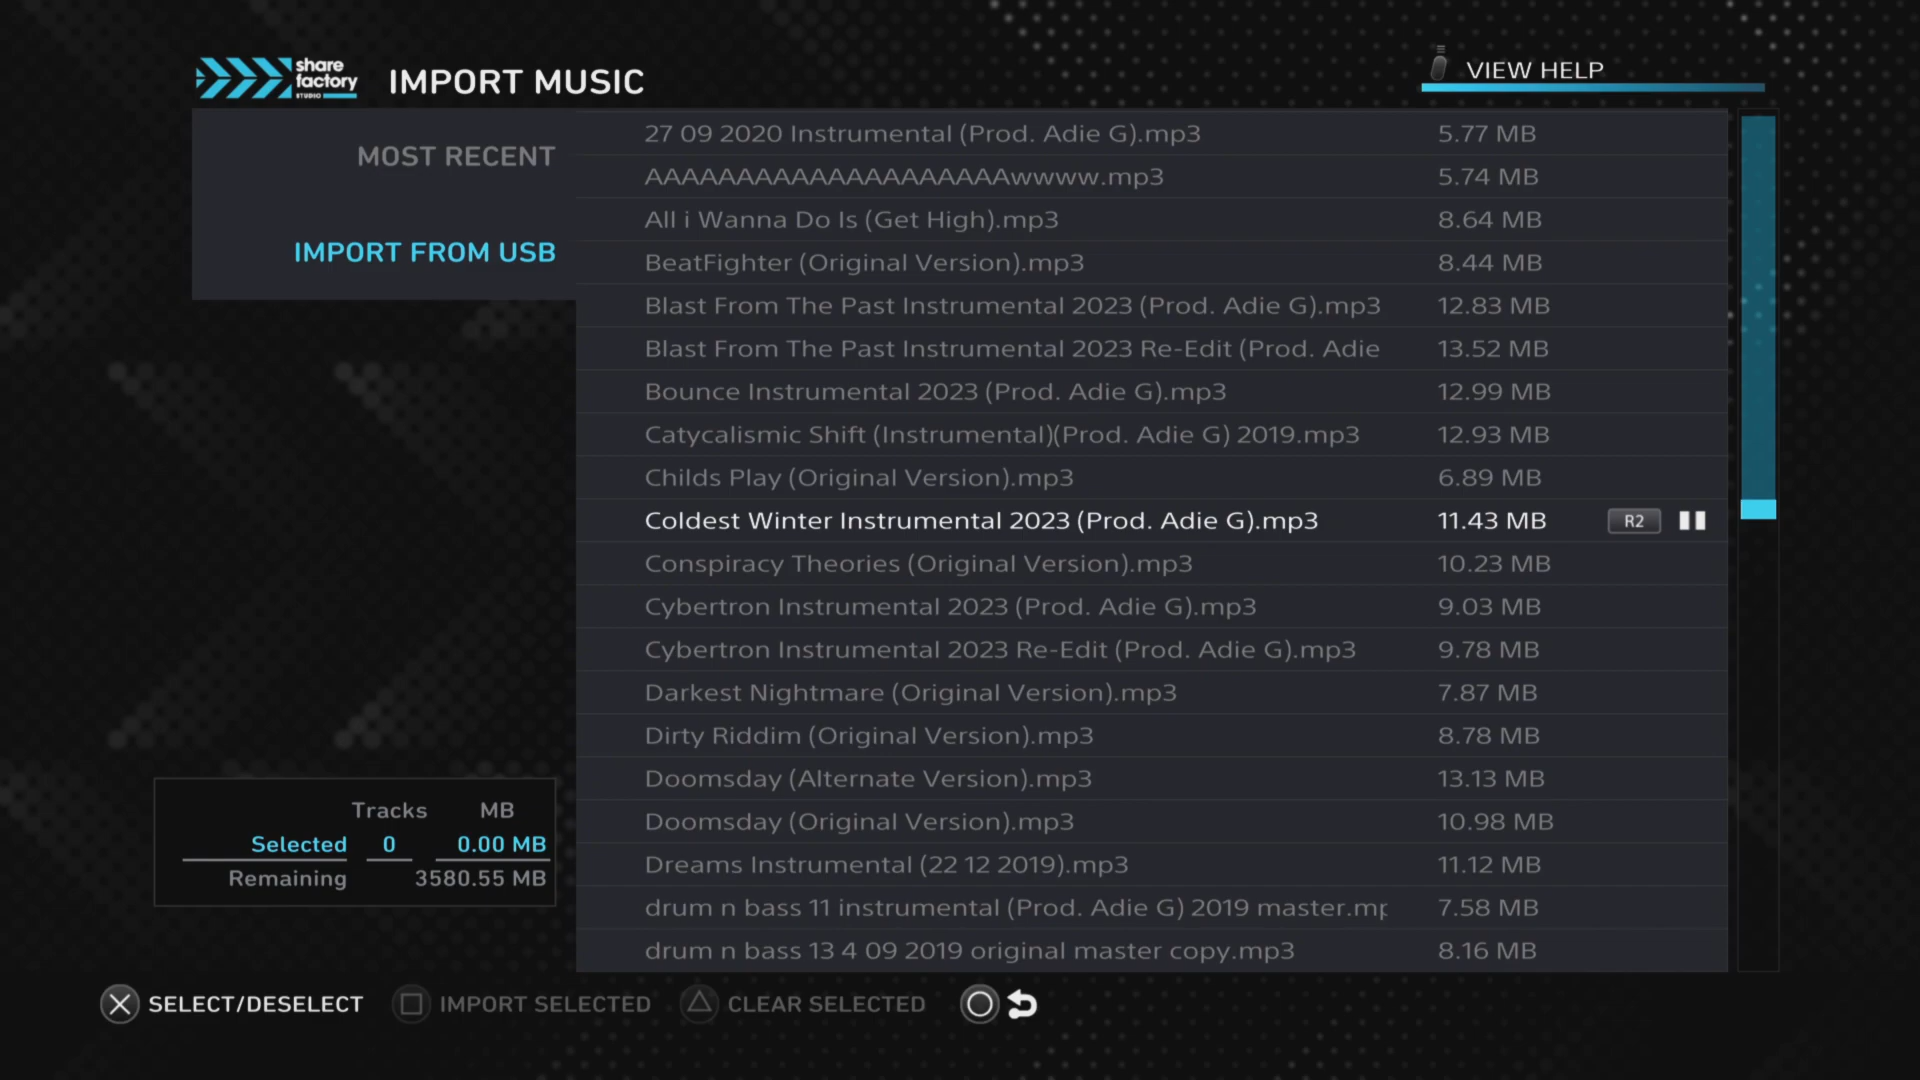 share
factory
STUDIO
IMPORT MUSIC
VIEW HELP
MOST RECENT
IMPORT FROM USB
27 09 2020 Instrumental (Prod. Adie G).mp3 5.77 MB
AAAAAAAAAAAAAAAAAAAAwwww.mp3 5.74 MB
All i Wanna Do Is (Get High).mp3 8.64 MB
BeatFighter (Original Version).mp3 8.44 MB
Blast From The Past Instrumental 2023 (Prod. Adie G).mp3 12.83 MB
Blast From The Past Instrumental 2023 Re-Edit (Prod. Adie 13.52 MB
Bounce Instrumental 2023 (Prod. Adie G).mp3 12.99 MB
Catycalismic Shift (Instrumental)(Prod. Adie G) 2019.mp3 12.93 MB
Childs Play (Original Version).mp3 6.89 MB
Coldest Winter Instrumental 2023 (Prod. Adie G).mp3 11.43 MB R2
Conspiracy Theories (Original Version).mp3 10.23 MB
Cybertron Instrumental 2023 (Prod. Adie G).mp3 9.03 MB
Cybertron Instrumental 2023 Re-Edit (Prod. Adie G).mp3 9.78 MB
Darkest Nightmare (Original Version).mp3 7.87 MB
Dirty Riddim (Original Version).mp3 8.78 MB
Doomsday (Alternate Version).mp3 13.13 MB
Doomsday (Original Version).mp3 10.98 MB
Dreams Instrumental (22 12 2019).mp3 11.12 MB
drum n bass 11 instrumental (Prod. Adie G) 2019 master.mp 7.58 MB
drum n bass 13 4 09 2019 original master copy.mp3 8.16 MB
Tracks MB
Selected 0 0.00 MB
Remaining 3580.55 MB
SELECT/DESELECT IMPORT SELECTED CLEAR SELECTED